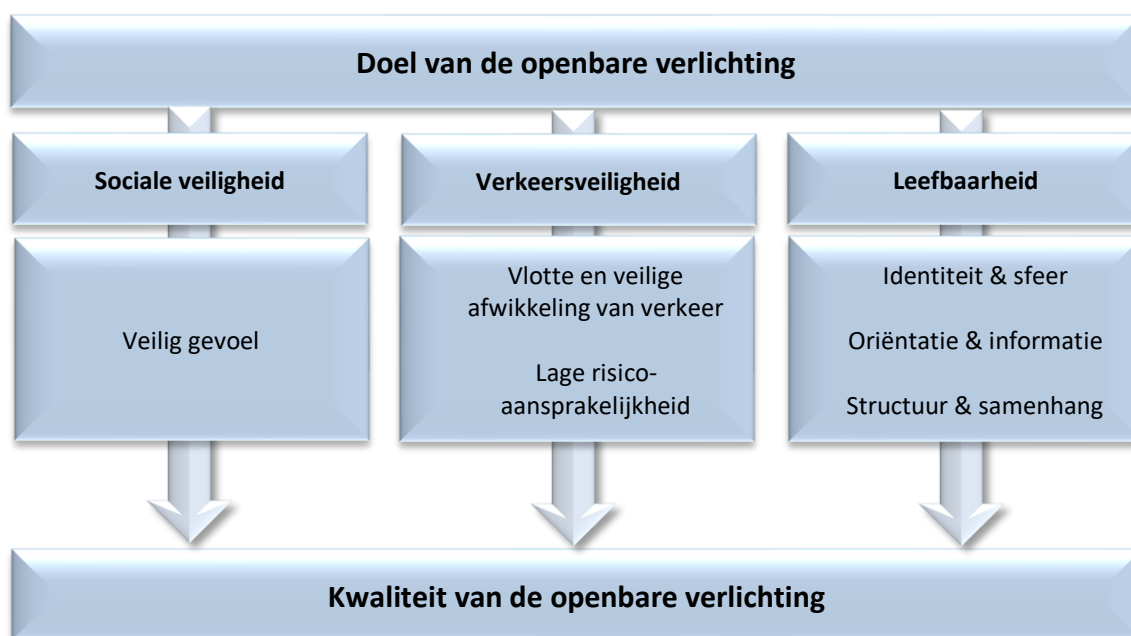 Doel van de openbare verlichting
Sociale veiligheid
Veilig gevoel
Verkeersveiligheid
Vlotte en veilige
afwikkeling van verkeer
Lage risico-
aansprakelijkheid
Leefbaarheid
Identiteit & sfeer
Oriëntatie & informatie
Structuur & samenhang
Kwaliteit van de openbare verlichting